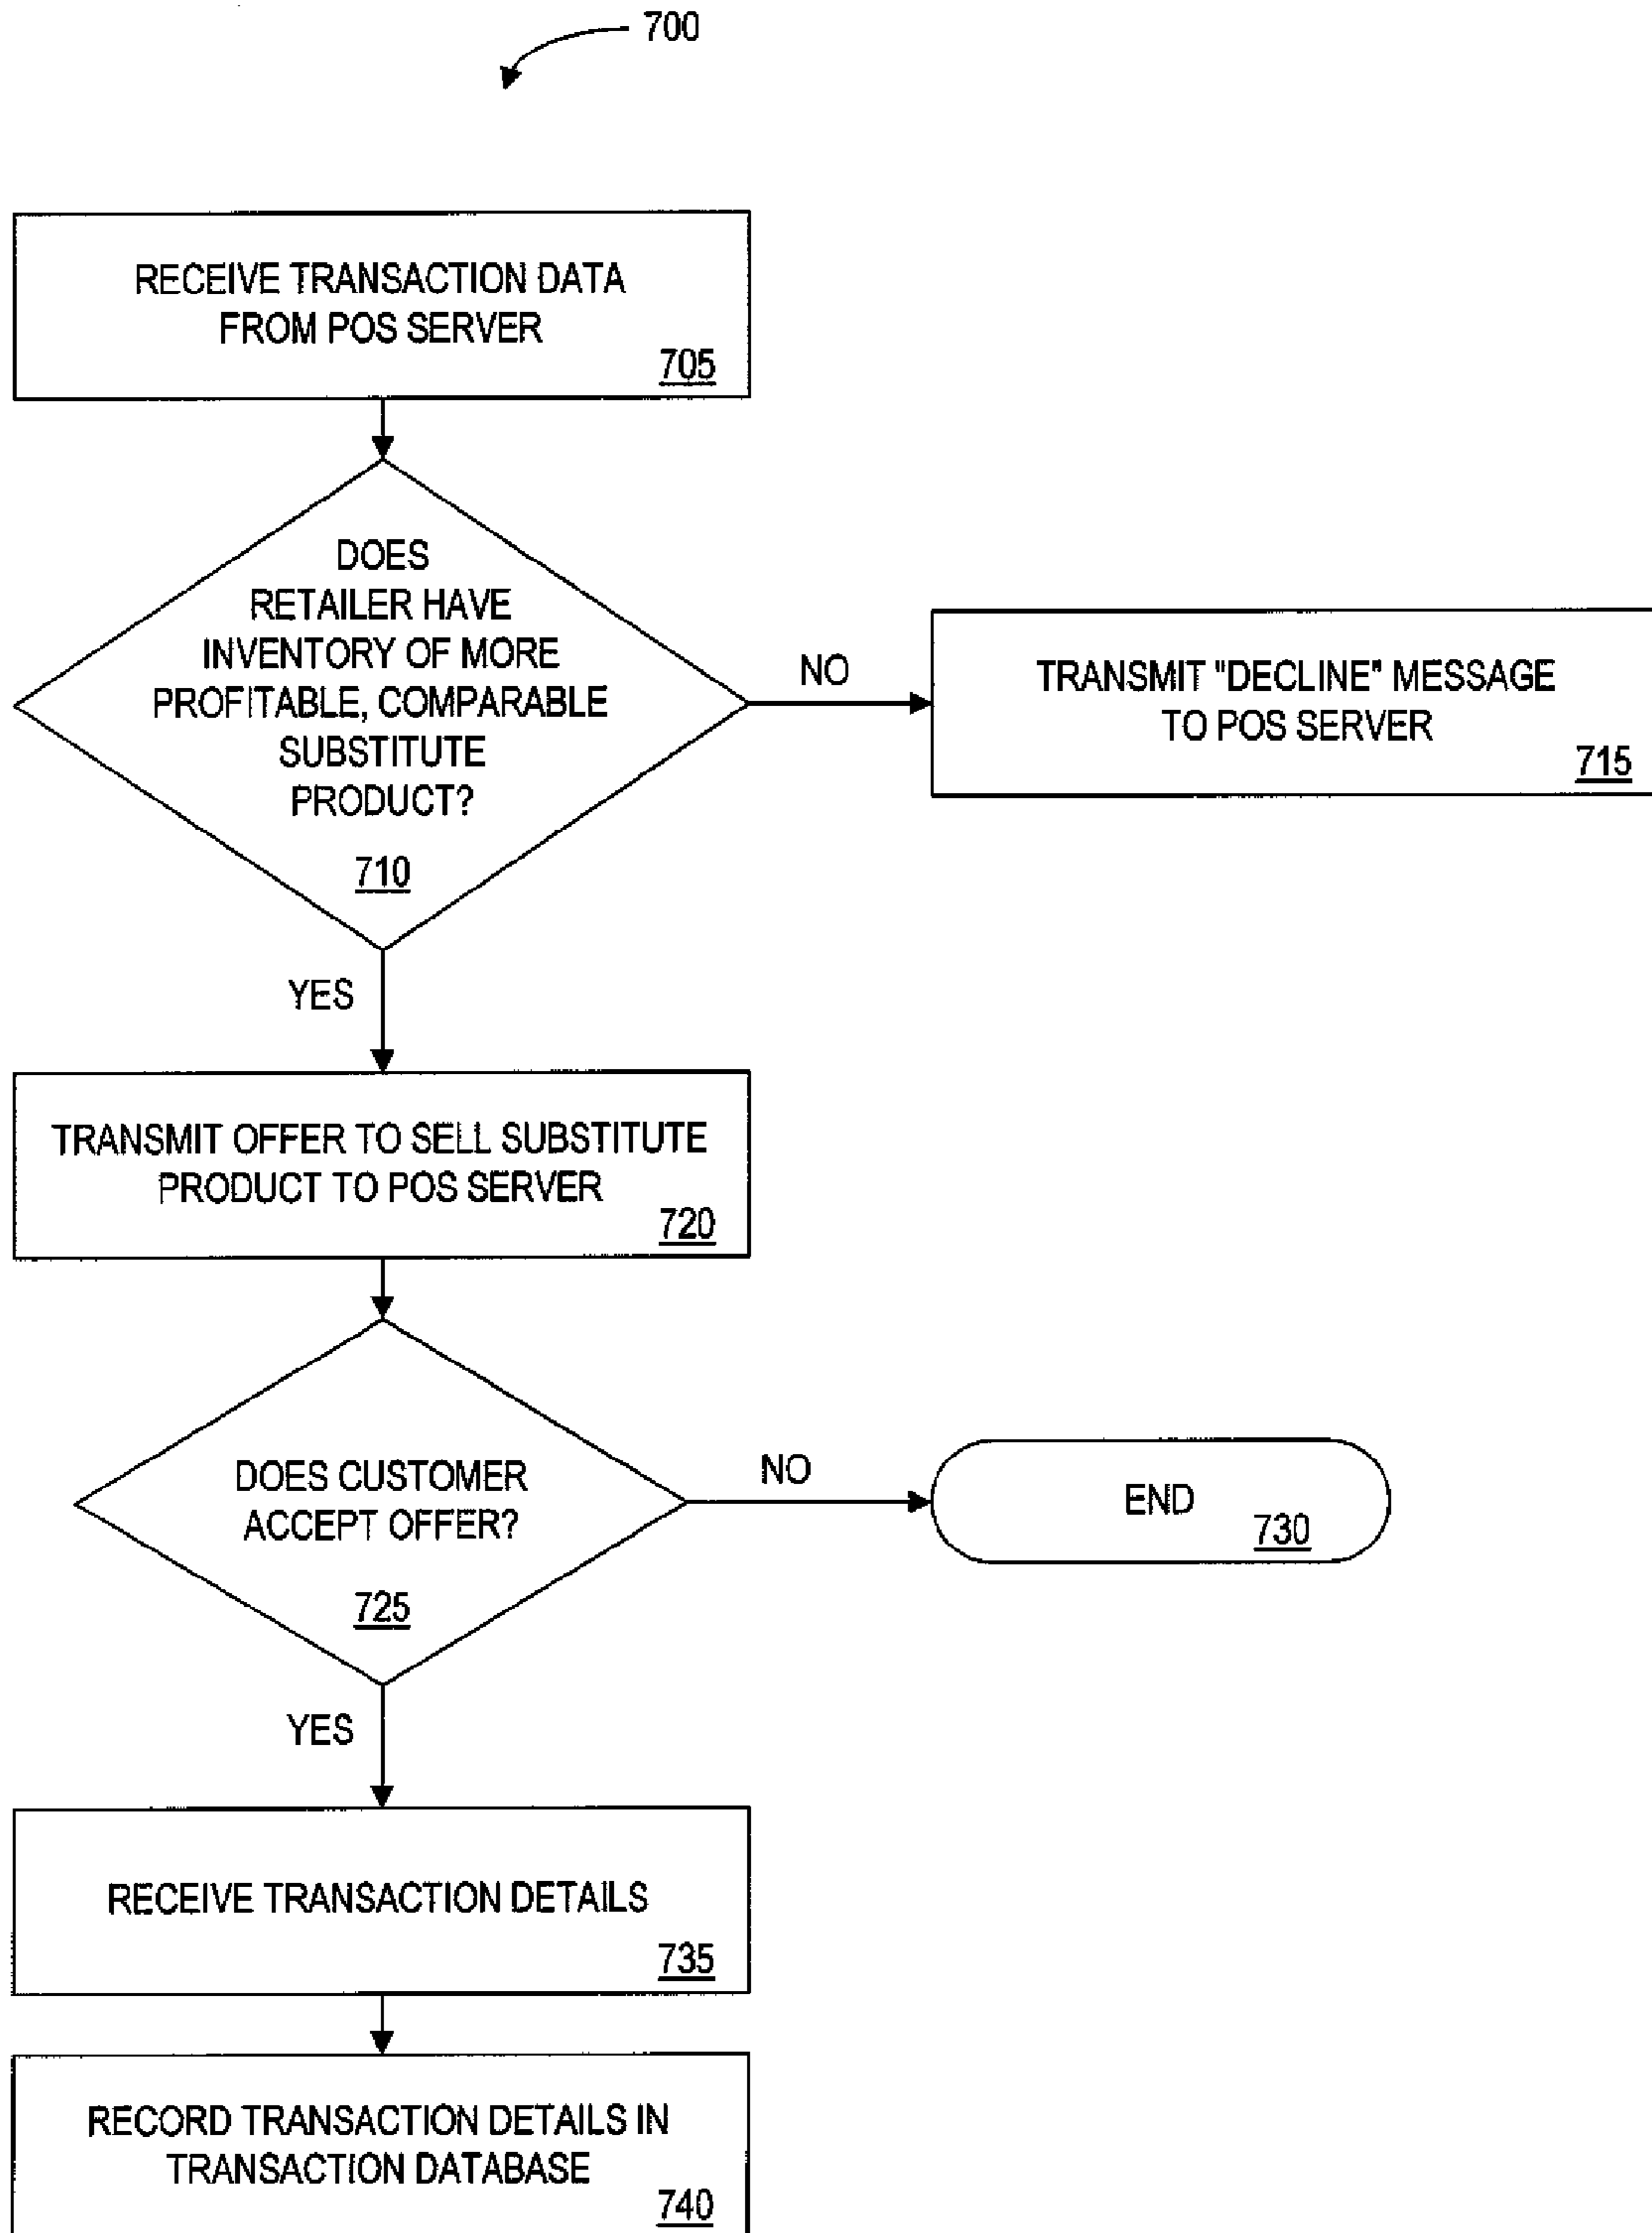 700
RECEIVE TRANSACTION DATA
FROM POS SERVER
705
DOES
RETAILER HAVE
INVENTORY OF MORE
PROFITABLE, COMPARABLE
SUBSTITUTE
PRODUCT?
710
NO
TRANSMIT "DECLINE" MESSAGE
TO POS SERVER
715
YES
TRANSMIT OFFER TO SELL SUBSTITUTE
PRODUCT TO POS SERVER
720
DOES CUSTOMER
ACCEPT OFFER?
725
NO
END
730
YES
RECEIVE TRANSACTION DETAILS
735
RECORD TRANSACTION DETAILS IN
TRANSACTION DATABASE
740